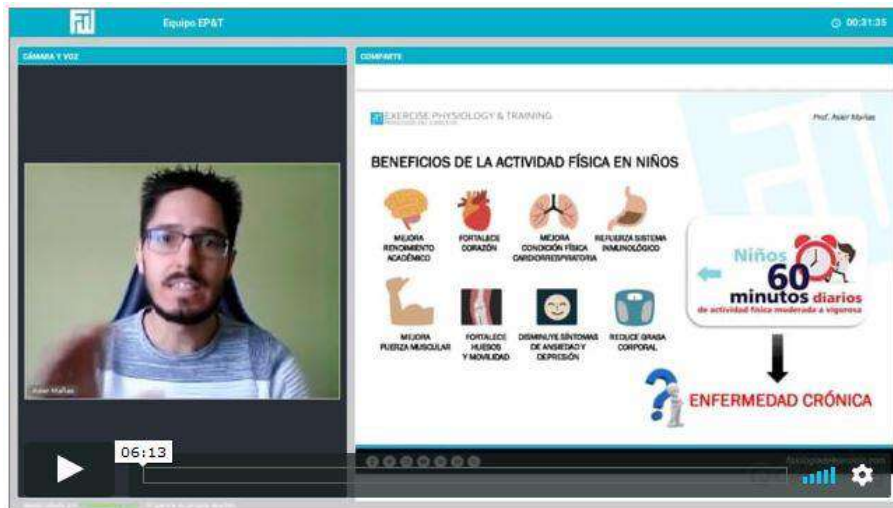 Equipo EP&T
00:31:35
CÁMARA Y VOZ
COMPARTE
EXERCISE PHYSIOLOGY & TRAINING
Prof. Asier Mañas
BENEFICIOS DE LA ACTIVIDAD FÍSICA EN NIÑOS
MEJORA
RENDIMIENTO
ACADÉMICO
FORTALECE
CORAZÓN
MEJORA
CONDICIÓN FÍSICA
CARDIORRESPIRATORIA
REFUERZA SISTEMA
INMUNOLÓGICO
MEJORA
FUERZA MUSCULAR
FORTALECE
HUESOS
Y MOVILIDAD
DISMINUYE SÍNTOMAS
DE ANSIEDAD Y
DEPRESIÓN
REDUCE GRASA
CORPORAL
Niños
60
minutos diarios
de actividad física moderada a vigorosa
ENFERMEDAD CRÓNICA
Asier Mañas
06:13